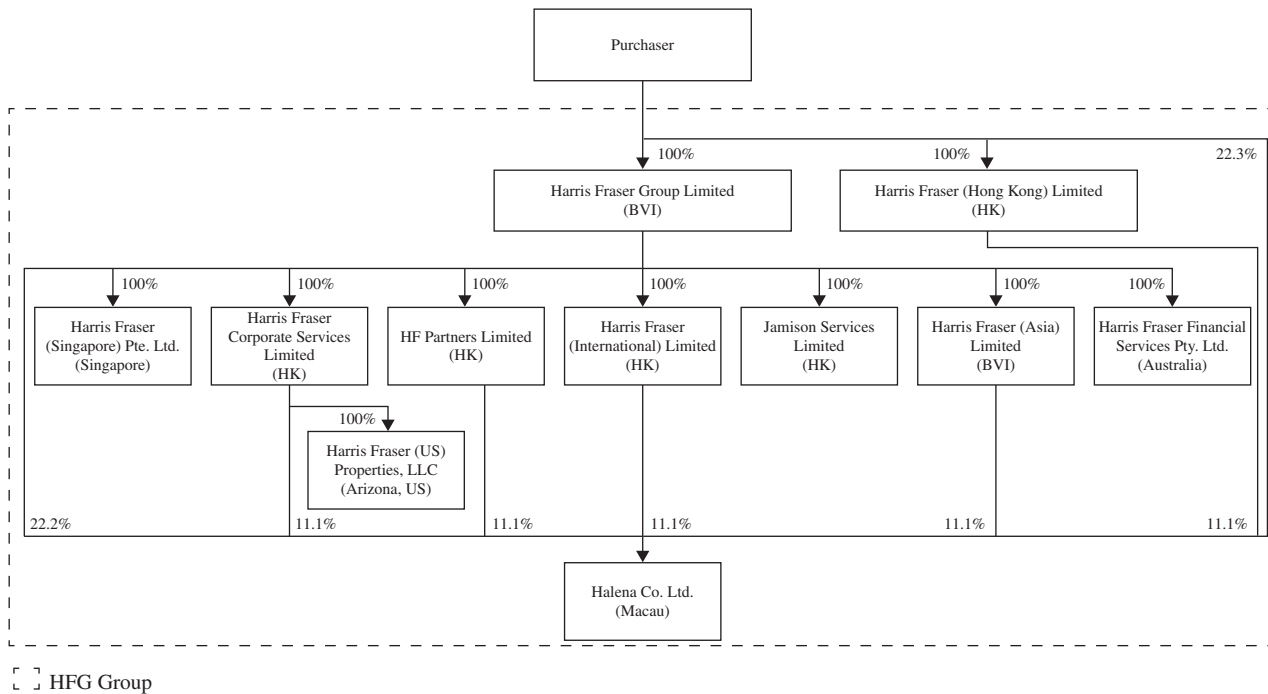 Purchaser
100%
100%
22.3%
Harris Fraser Group Limited
(BVI)
Harris Fraser (Hong Kong) Limited
(HK)
100%
100%
100%
100%
100%
100%
100%
Harris Fraser
(Singapore) Pte. Ltd.
(Singapore)
Harris Fraser
Corporate Services
Limited
(HK)
HF Partners Limited
(HK)
Harris Fraser
(International) Limited
(HK)
Jamison Services
Limited
(HK)
Harris Fraser (Asia)
Limited
(BVI)
Harris Fraser Financial
Services Pty. Ltd.
(Australia)
100%
Harris Fraser (US)
Properties, LLC
(Arizona, US)
22.2%
11.1%
11.1%
11.1%
11.1%
11.1%
Halena Co. Ltd.
(Macau)
HFG Group